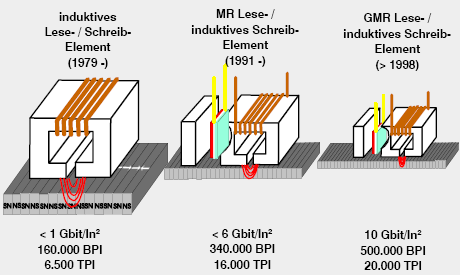 induktives
Lese- / Schreib-
Element
(1979 -)
MR Lese- /
induktives Schreib-
Element
(1991 -)
GMR Lese- /
induktives Schreib-
Element
(> 1998)
SNNSSNNSSNNSSNNS
< 1 Gbit/In²
160.000 BPI
6.500 TPI
< 6 Gbit/In²
340.000 BPI
16.000 TPI
10 Gbit/In²
500.000 BPI
20.000 TPI